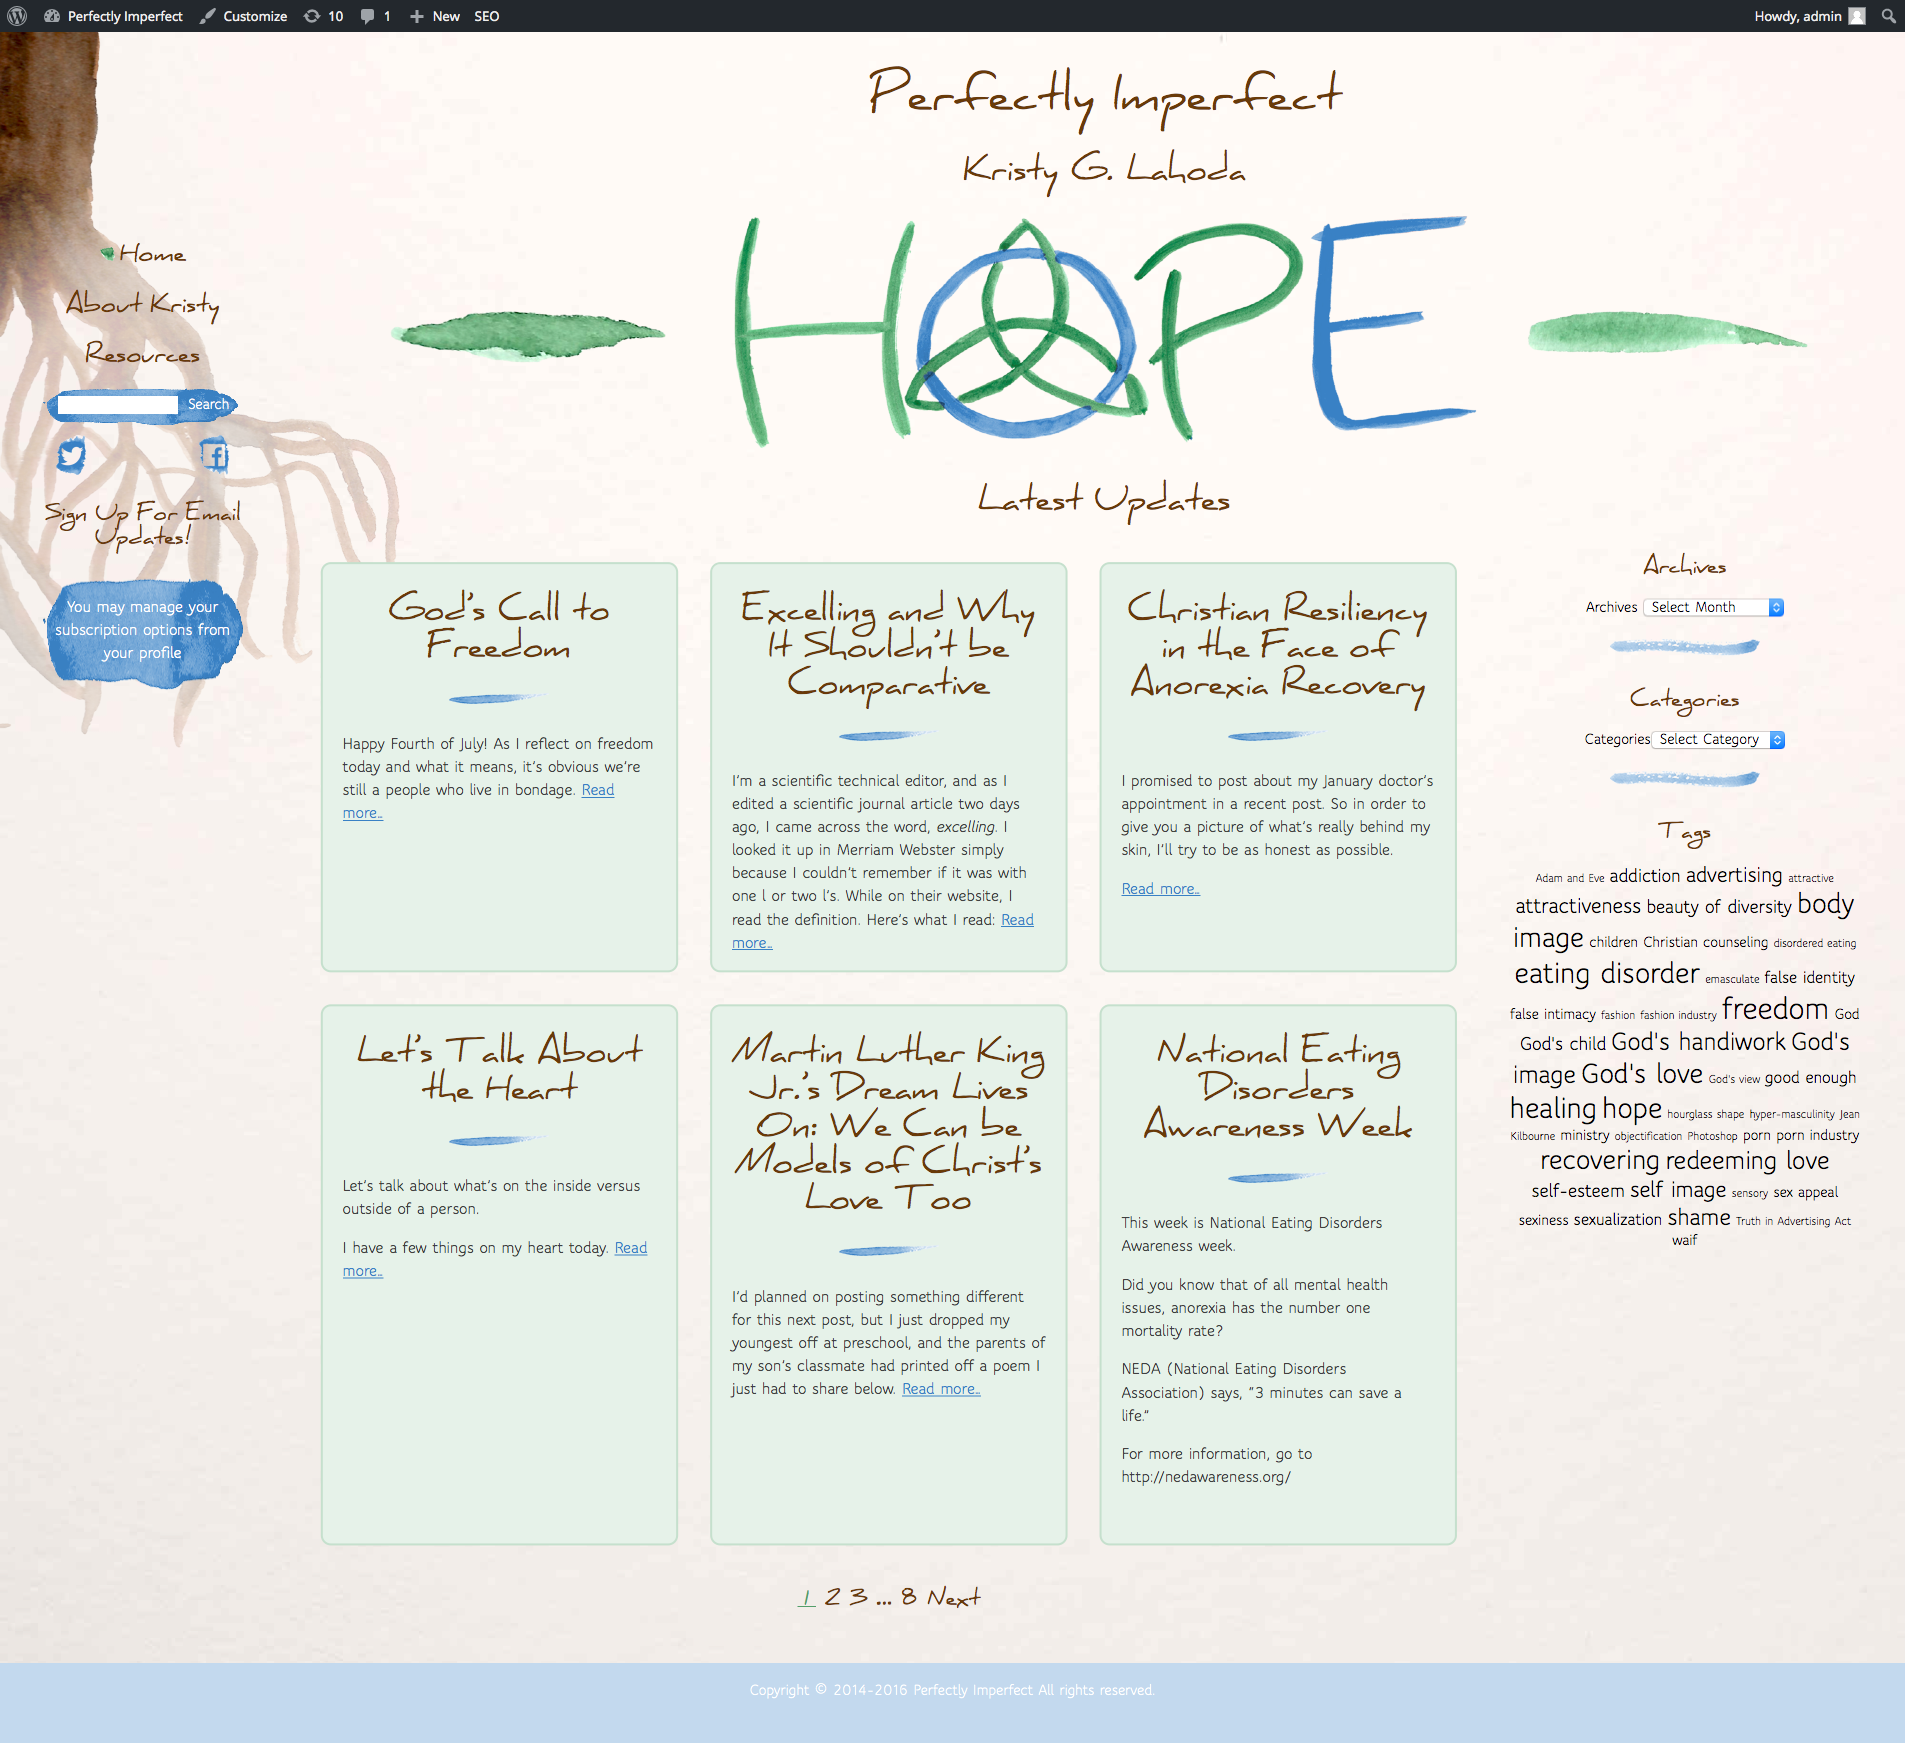 Perfectly Imperfect Customize 10 1 New SEO Howdy, admin
Perfectly Imperfect
Kristy G. Lahoda
HOPE
Home
About Kristy
Resources
Search
Sign Up For Email
Updates!
You may manage your
subscription options from
your profile
Latest Updates
God's Call to
Freedom
Happy Fourth of July! As I reflect on freedom
today and what it means, it's obvious we're
still a people who live in bondage. Read
more...
Excelling and Why
It Shouldn't be
Comparative
I'm a scientific technical editor, and as I
edited a scientific journal article two days
ago, I came across the word, excelling. I
looked it up in Merriam Webster simply
because I couldn't remember if it was with
one l or two l's. While on their website, I
read the definition. Here's what I read: Read
more...
Christian Resiliency
in the Face of
Anorexia Recovery
I promised to post about my January doctor's
appointment in a recent post. So in order to
give you a picture of what's really behind my
skin, I'll try to be as honest as possible.
Read more...
Let's Talk About
the Heart
Let's talk about what's on the inside versus
outside of a person.
I have a few things on my heart today. Read
more...
Martin Luther King
Jr.'s Dream Lives
On: We Can be
Models of Christ's
Love Too
I'd planned on posting something different
for this next post, but I just dropped my
youngest off at preschool, and the parents of
my son's classmate had printed off a poem I
just had to share below. Read more...
National Eating
Disorders
Awareness Week
This week is National Eating Disorders
Awareness week.
Did you know that of all mental health
issues, anorexia has the number one
mortality rate?
NEDA (National Eating Disorders
Association) says, "3 minutes can save a
life."
For more information, go to
http://nedawareness.org/
1 2 3 ... 8 Next
Archives
Archives Select Month
Categories
Categories Select Category
Tags
Adam and Eve addiction advertising attractive
attractiveness beauty of diversity body
image children Christian counseling disordered eating
eating disorder emasculate false identity
false intimacy fashion fashion industry freedom God
God's child God's handiwork God's
image God's love God's view good enough
healing hope hourglass shape hyper-masculinity Jean
Kilbourne ministry objectification Photoshop porn porn industry
recovering redeeming love
self-esteem self image sensory sex appeal
sexiness sexualization shame Truth in Advertising Act
waif
Copyright © 2014-2016 Perfectly Imperfect All rights reserved.